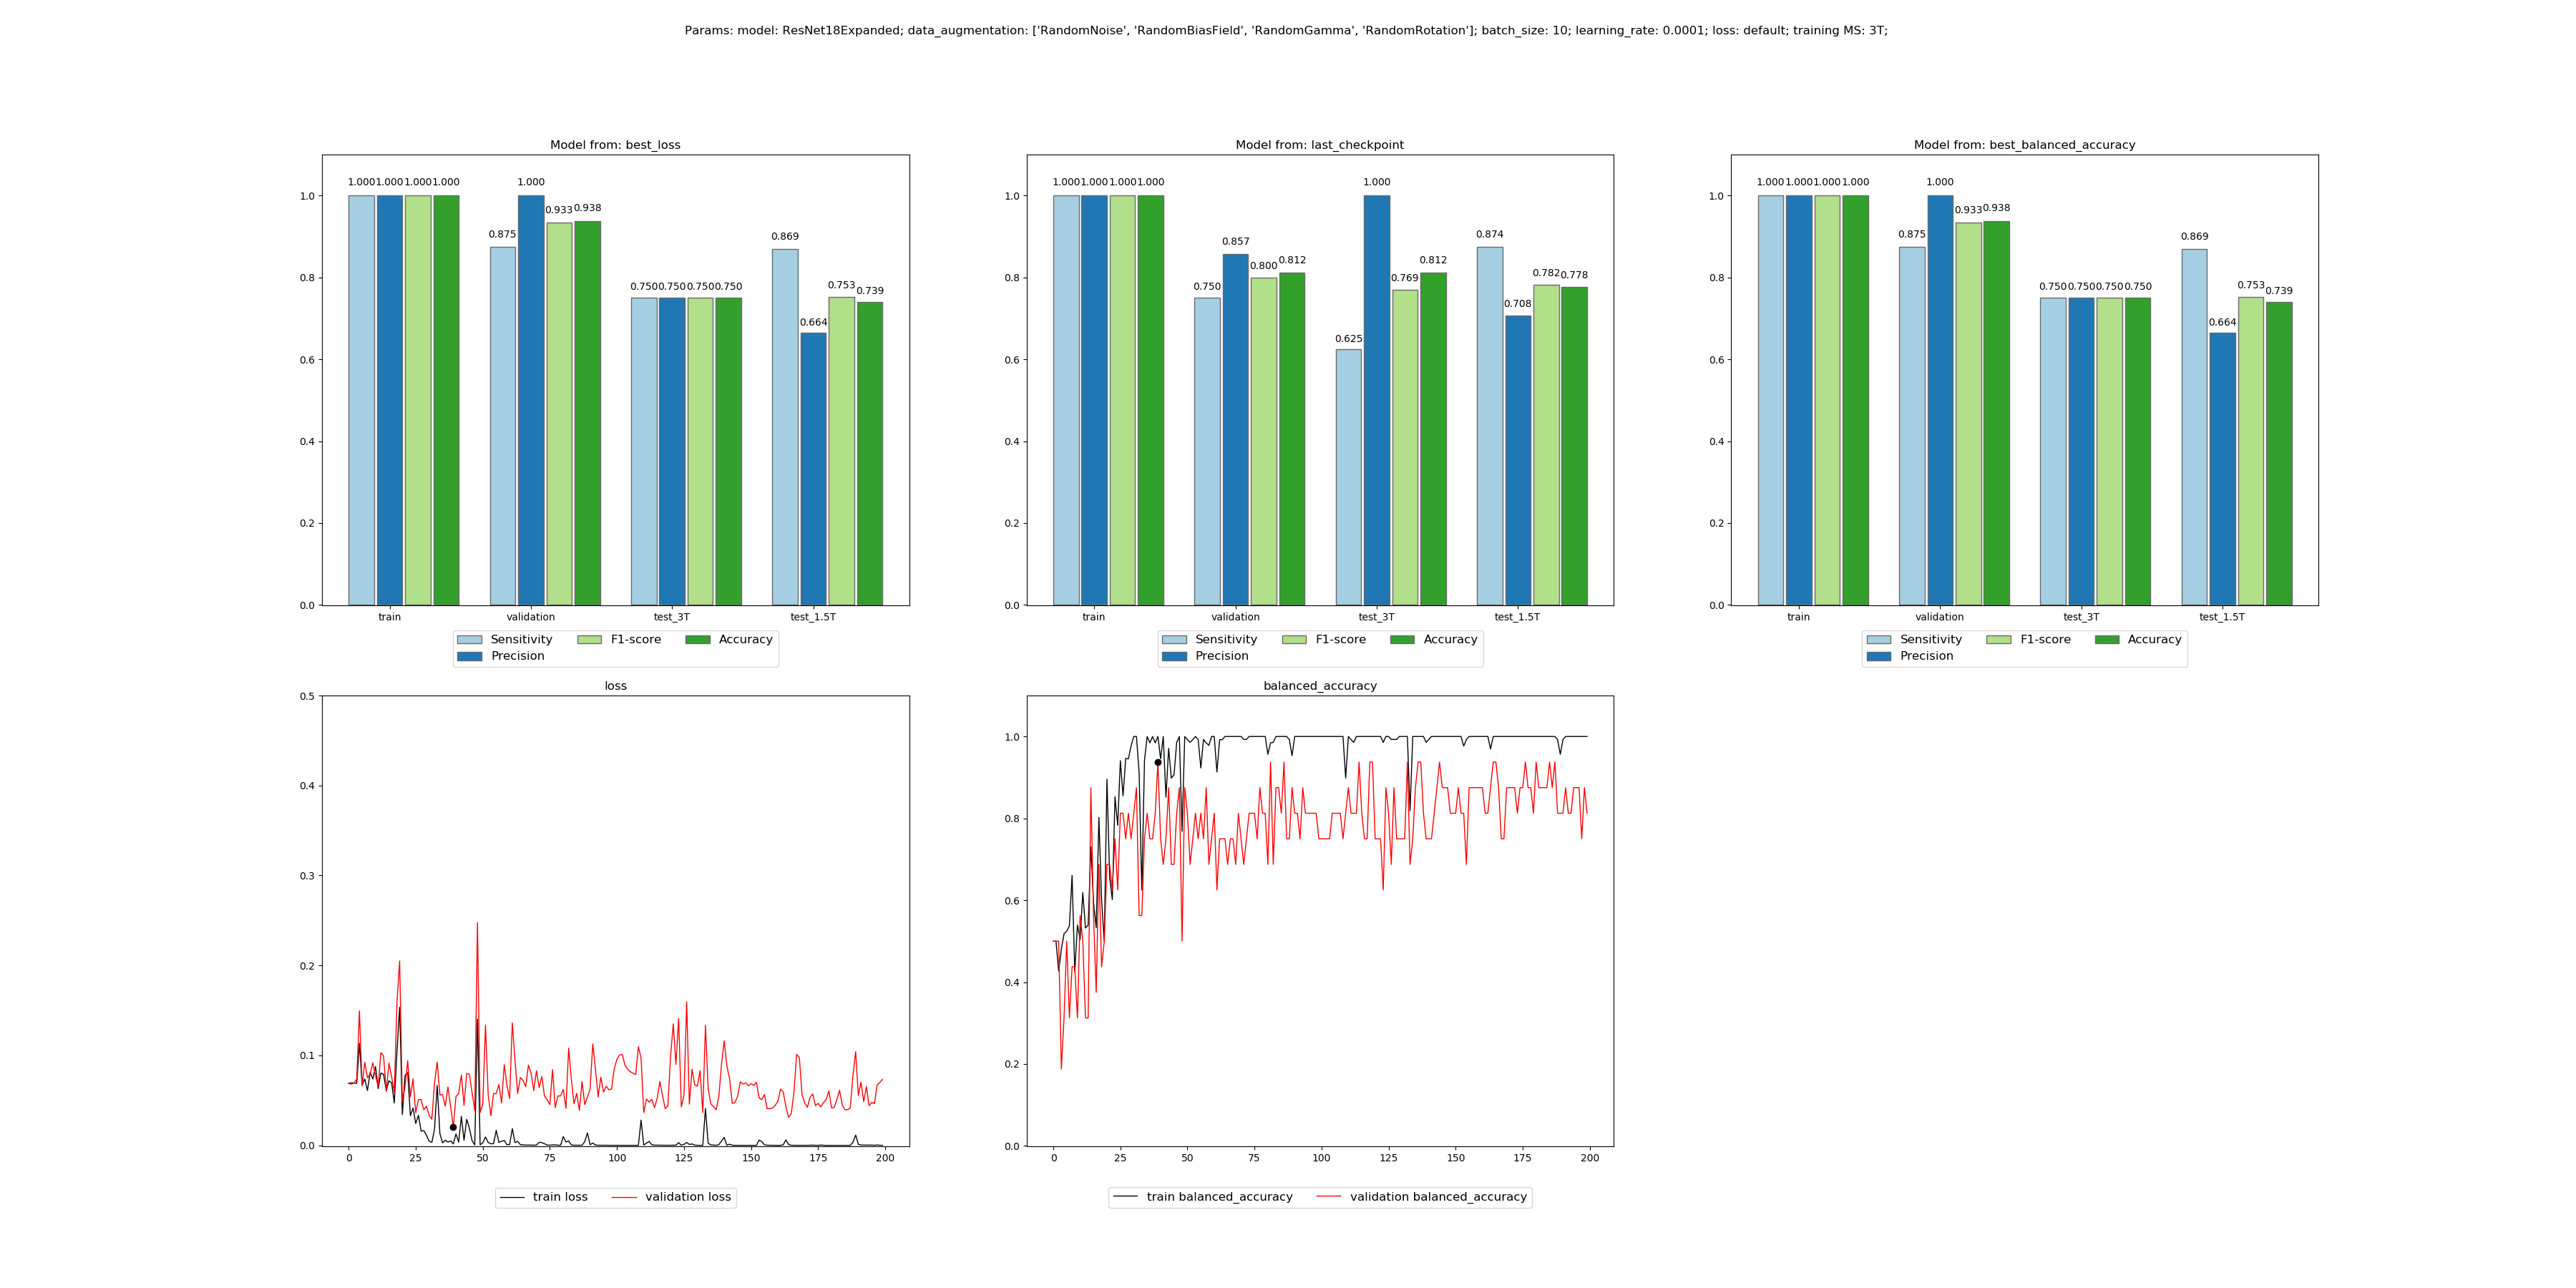 Params: model: ResNet18Expanded; data_augmentation: ['RandomNoise', 'RandomBiasField', 'RandomGamma', 'RandomRotation']; batch_size: 10; learning_rate: 0.0001; loss: default; training MS: 3T;
Model from: best_loss
1.000 1.000 1.000 1.000
0.875 1.000 0.933 0.938
0.750 0.750 0.750 0.750
0.869 0.664 0.753 0.739
1.0
0.8
0.6
0.4
0.2
0.0
train validation test_3T test_1.5T
Sensitivity F1-score Accuracy
Precision
Model from: last_checkpoint
1.000 1.000 1.000 1.000
0.750 0.857 0.800 0.812
0.625 1.000 0.769 0.812
0.874 0.708 0.782 0.778
1.0
0.8
0.6
0.4
0.2
0.0
train validation test_3T test_1.5T
Sensitivity F1-score Accuracy
Precision
Model from: best_balanced_accuracy
1.000 1.000 1.000 1.000
0.875 1.000 0.933 0.938
0.750 0.750 0.750 0.750
0.869 0.664 0.753 0.739
1.0
0.8
0.6
0.4
0.2
0.0
train validation test_3T test_1.5T
Sensitivity F1-score Accuracy
Precision
loss
0.5
0.4
0.3
0.2
0.1
0.0
0 25 50 75 100 125 150 175 200
train loss validation loss
balanced_accuracy
1.0
0.8
0.6
0.4
0.2
0.0
0 25 50 75 100 125 150 175 200
train balanced_accuracy validation balanced_accuracy